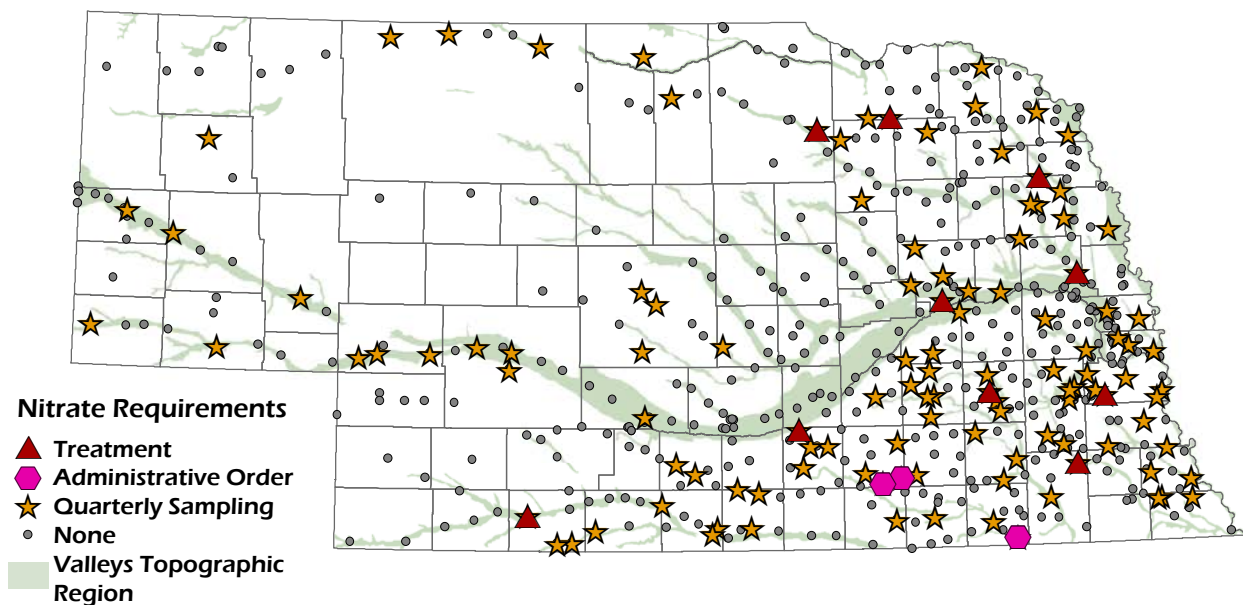 Nitrate Requirements
Treatment
Administrative Order
Quarterly Sampling
None
Valleys Topographic
Region